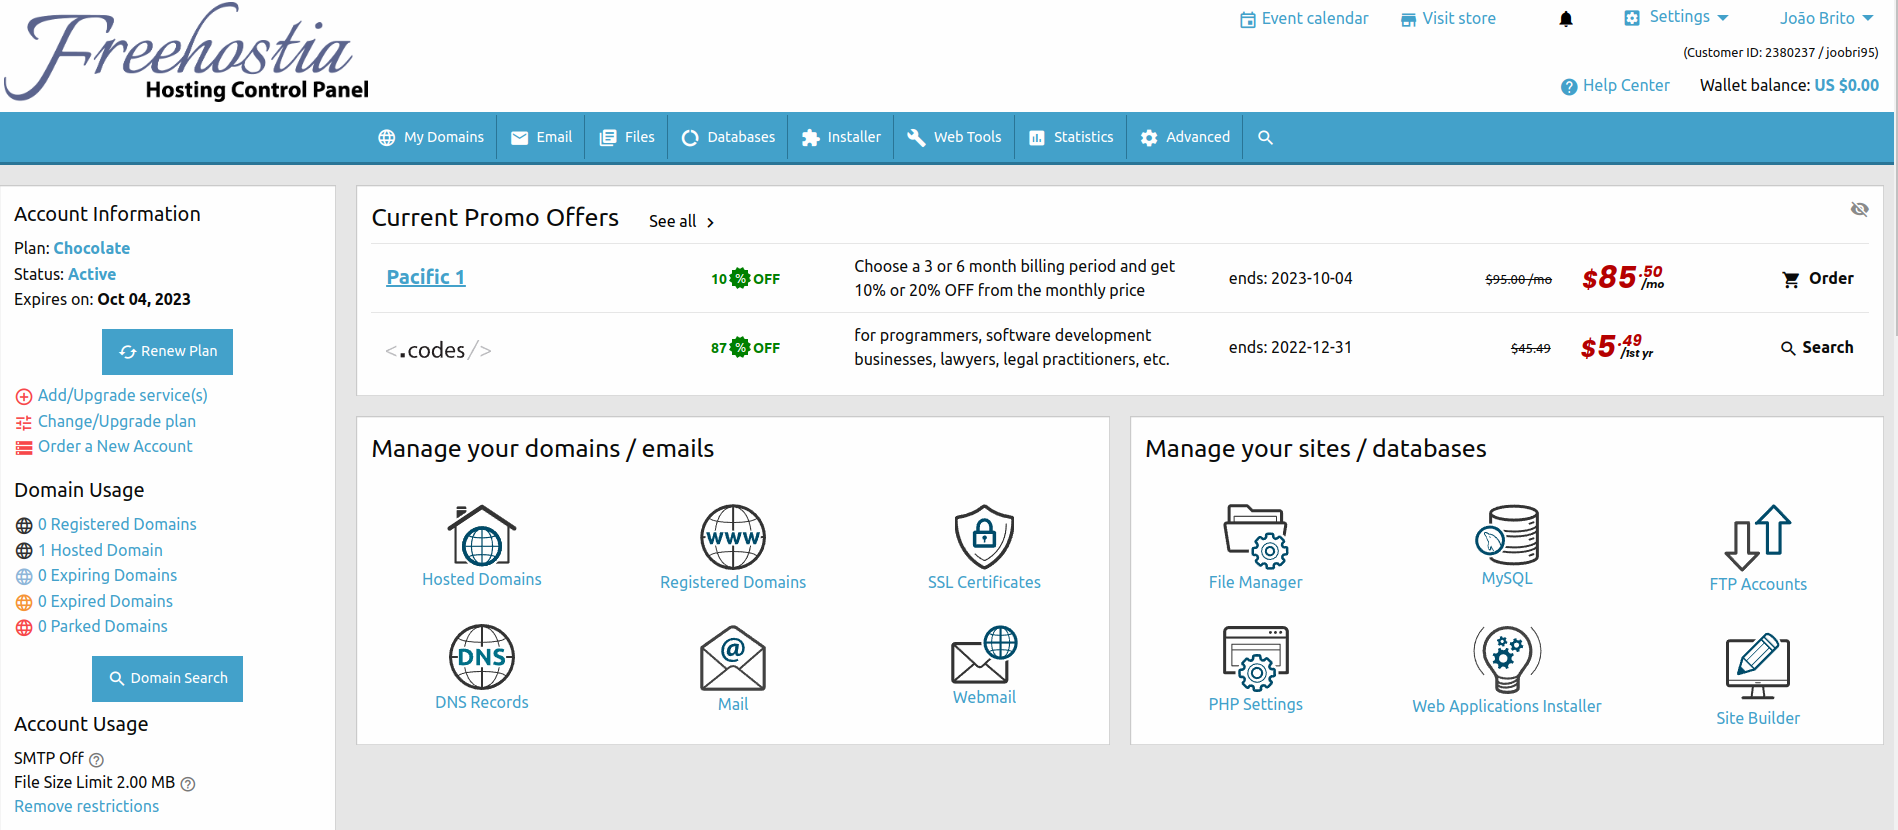 Freehostia
Hosting Control Panel
Event calendar
Visit store
Settings
João Brito
(Customer ID: 2380237 / joobri95)
Help Center
Wallet balance: US $0.00
My Domains
Email
Files
Databases
Installer
Web Tools
Statistics
Advanced
Account Information
Plan: Chocolate
Status: Active
Expires on: Oct 04, 2023
Renew Plan
Add/Upgrade service(s)
Change/Upgrade plan
Order a New Account
Domain Usage
0 Registered Domains
1 Hosted Domain
0 Expiring Domains
0 Expired Domains
0 Parked Domains
Domain Search
Account Usage
SMTP Off ?
File Size Limit 2.00 MB ?
Remove restrictions
Current Promo Offers
See all >
Pacific 1
10 % OFF
Choose a 3 or 6 month billing period and get
10% or 20% OFF from the monthly price
ends: 2023-10-04
$95.00 /mo
$85.50 /mo
Order
<.codes/>
87 % OFF
for programmers, software development
businesses, lawyers, legal practitioners, etc.
ends: 2022-12-31
$45.49
$5.49 /1st yr
Search
Manage your domains / emails
Hosted Domains
WWW
Registered Domains
SSL Certificates
DNS
DNS Records
@
Mail
Webmail
Manage your sites / databases
File Manager
MySQL
FTP Accounts
PHP Settings
Web Applications Installer
Site Builder